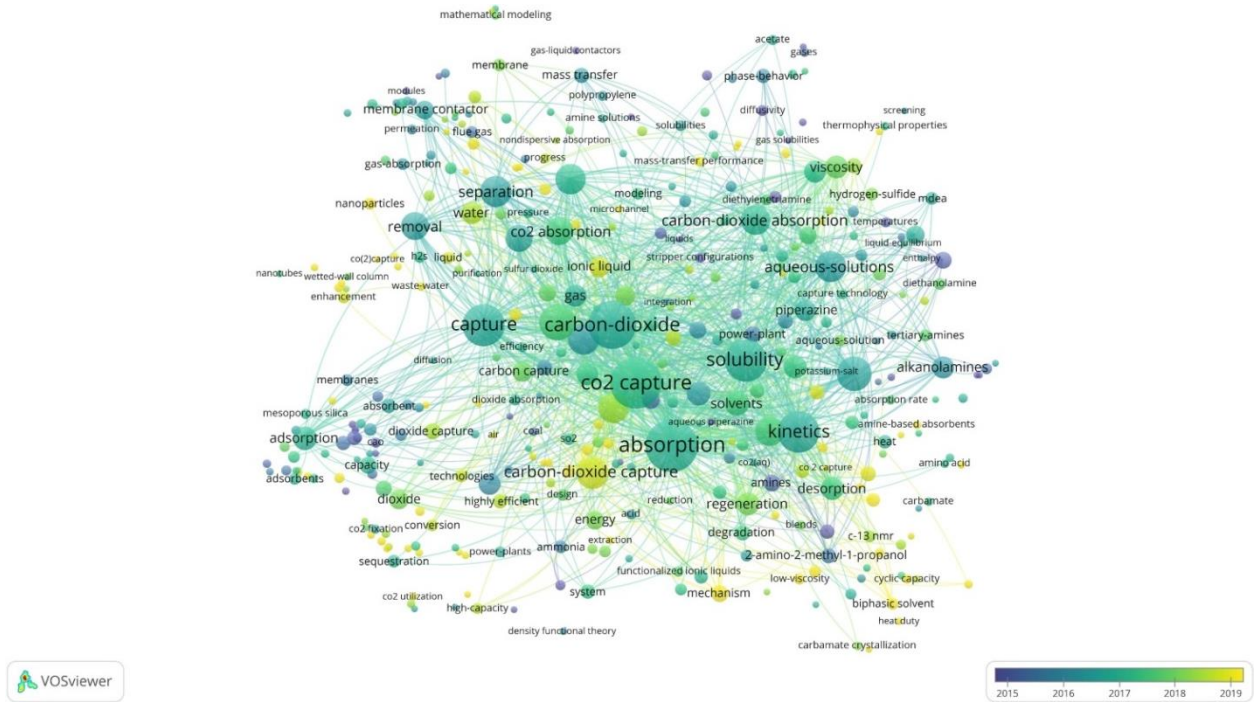 mathematical modeling
acetate
gas-liquid contactors
gases
membrane
mass transfer
phase-behavior
modules
polypropylene
membrane contactor
diffusivity
screening
amine solutions
permeation
flue gas
solubilities
thermophysical properties
nondispersive absorption
gas solubilities
progress
mass-transfer performance
gas-absorption
viscosity
separation
modeling
hydrogen-sulfide
mdea
diethylenetriamine
nanoparticles
water
pressure
microchannel
carbon-dioxide absorption
temperatures
removal
co2 absorption
liquids
liquid-equilibrium
h2s
liquid
stripper configurations
enthalpy
co(2)capture
sulfur dioxide
ionic liquid
aqueous-solutions
nanotubes
wetted-wall column
purification
diethanolamine
waste-water
enhancement
gas
capture technology
integration
piperazine
capture
carbon-dioxide
power-plant
tertiary-amines
efficiency
aqueous-solution
diffusion
solubility
carbon capture
potassium-salt
alkanolamines
membranes
co2 capture
dioxide absorption
absorption rate
absorbent
solvents
mesoporous silica
aqueous piperazine
amine-based absorbents
dioxide capture
air
coal
kinetics
adsorption
cao
so2
absorption
heat
capacity
co2(aq)
co 2 capture
amino acid
carbon-dioxide capture
adsorbents
technologies
amines
desorption
design
dioxide
highly efficient
reduction
regeneration
carbamate
acid
energy
blends
co2 fixation
conversion
degradation
c-13 nmr
extraction
power-plants
ammonia
2-amino-2-methyl-1-propanol
sequestration
functionalized ionic liquids
low-viscosity
cyclic capacity
system
mechanism
co2 utilization
high-capacity
biphasic solvent
heat duty
density functional theory
carbamate crystallization
VOSviewer
2015 2016 2017 2018 2019